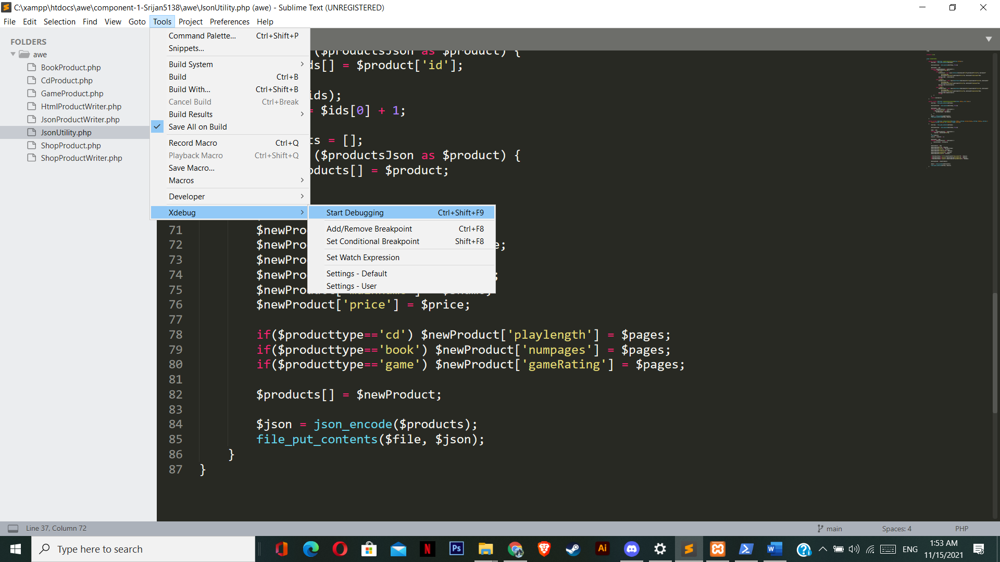 C:\xampp\htdocs\awe\component-1-Srijan5138\awe\JsonUtility.php (awe) - Sublime Text (UNREGISTERED)
File Edit Selection Find View Goto Tools Project Preferences Help
FOLDERS
awe
BookProduct.php
CdProduct.php
GameProduct.php
HtmlProductWriter.php
JsonProductWriter.php
JsonUtility.php
ShopProduct.php
ShopProductWriter.php
Command Palette... Ctrl+Shift+P
Snippets...
Build System
Build Ctrl+B
Build With... Ctrl+Shift+B
Cancel Build Ctrl+Break
Build Results
Save All on Build
Record Macro Ctrl+Q
Playback Macro Ctrl+Shift+Q
Save Macro...
Macros
Developer
Xdebug
Start Debugging Ctrl+Shift+F9
Add/Remove Breakpoint Ctrl+F8
Set Conditional Breakpoint Shift+F8
Set Watch Expression
Settings - Default
Settings - User
($productsJson as $product) {
ds[] = $product['id'];
ids);
= $ids[0] + 1;
ts = [];
($productsJson as $product) {
oducts[] = $product;
71 $newPro
72 $newPro e;
73 $newPro
74 $newPro ;
75 $newPro
76 $newProduct['price'] = $price;
77
78 if($producttype=='cd') $newProduct['playlength'] = $pages;
79 if($producttype=='book') $newProduct['numpages'] = $pages;
80 if($producttype=='game') $newProduct['gameRating'] = $pages;
81
82 $products[] = $newProduct;
83
84 $json = json_encode($products);
85 file_put_contents($file, $json);
86 }
87 }
Line 37, Column 72 main Spaces: 4 PHP
Type here to search
ENG
1:53 AM
11/15/2021